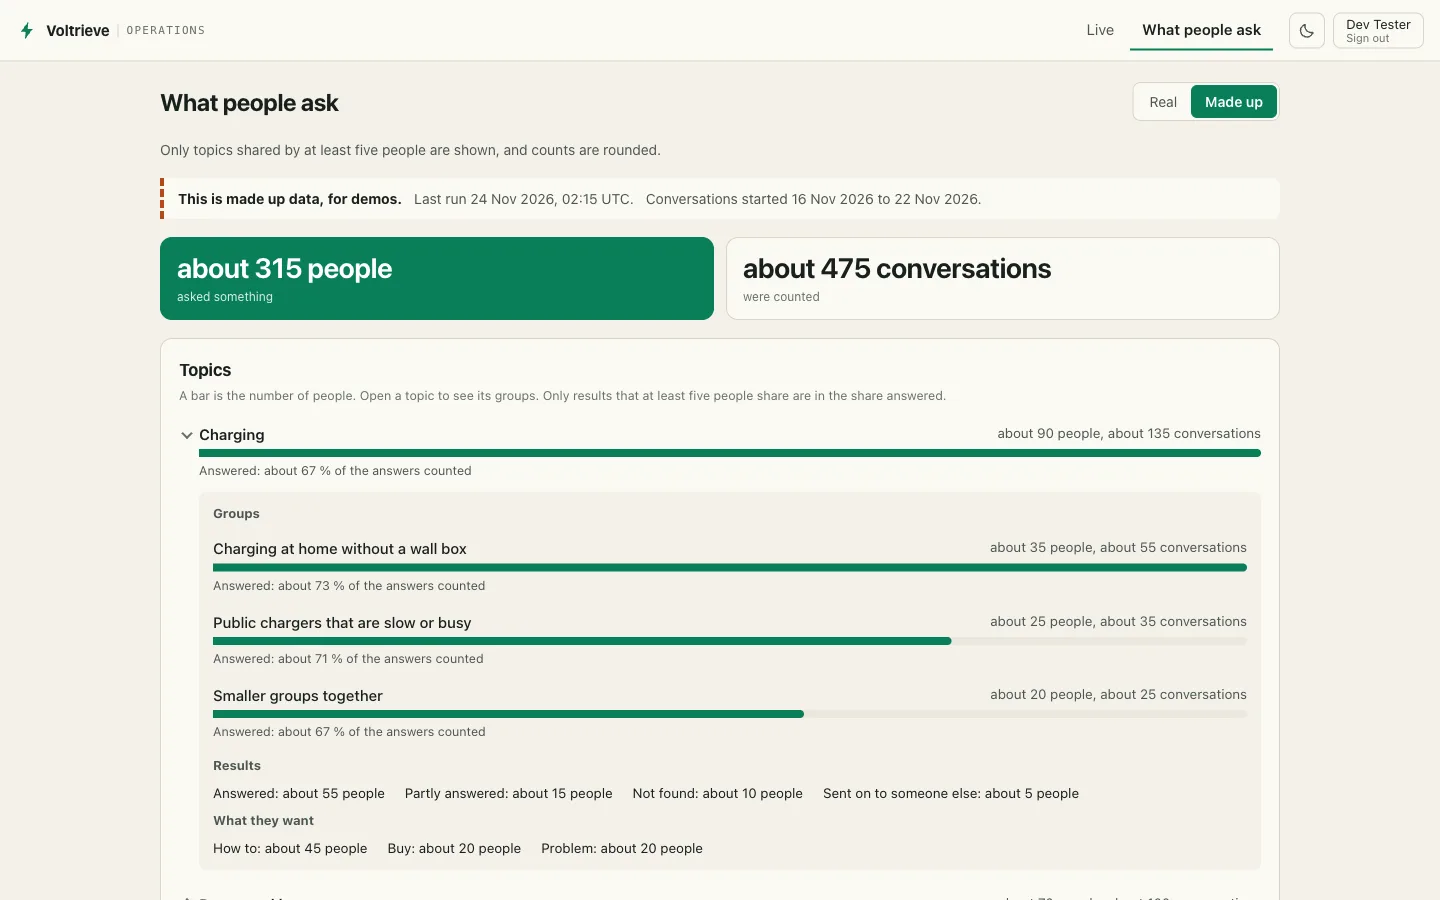 Voltrieve OPERATIONS
Live What people ask Dev Tester
Sign out
What people ask
Real Made up
Only topics shared by at least five people are shown, and counts are rounded.
This is made up data, for demos. Last run 24 Nov 2026, 02:15 UTC. Conversations started 16 Nov 2026 to 22 Nov 2026.
about 315 people
asked something
about 475 conversations
were counted
Topics
A bar is the number of people. Open a topic to see its groups. Only results that at least five people share are in the share answered.
Charging about 90 people, about 135 conversations
Answered: about 67 % of the answers counted
Groups
Charging at home without a wall box about 35 people, about 55 conversations
Answered: about 73 % of the answers counted
Public chargers that are slow or busy about 25 people, about 35 conversations
Answered: about 71 % of the answers counted
Smaller groups together about 20 people, about 25 conversations
Answered: about 67 % of the answers counted
Results
Answered: about 55 people Partly answered: about 15 people Not found: about 10 people Sent on to someone else: about 5 people
What they want
How to: about 45 people Buy: about 20 people Problem: about 20 people